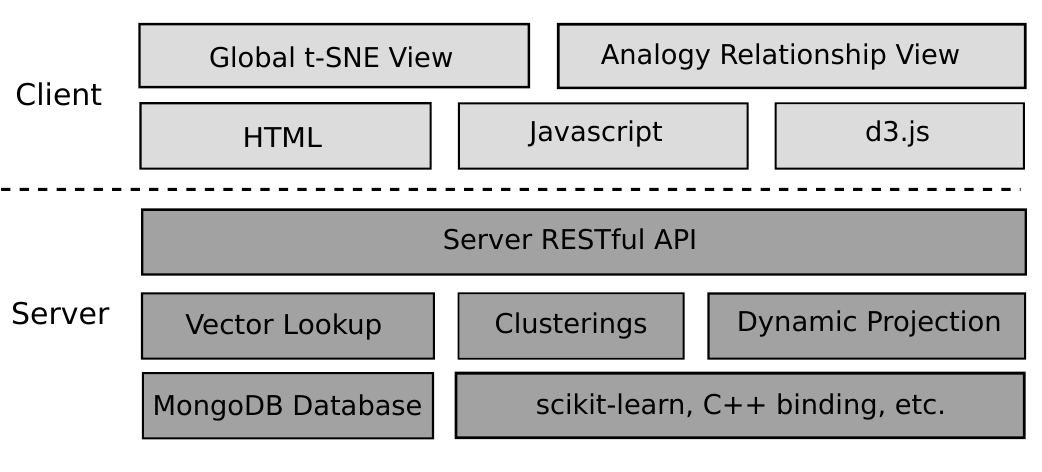 Global t-SNE View
Analogy Relationship View
Client
HTML
Javascript
d3.js
Server RESTful API
Server
Vector Lookup
Clusterings
Dynamic Projection
MongoDB Database
scikit-learn, C++ binding, etc.